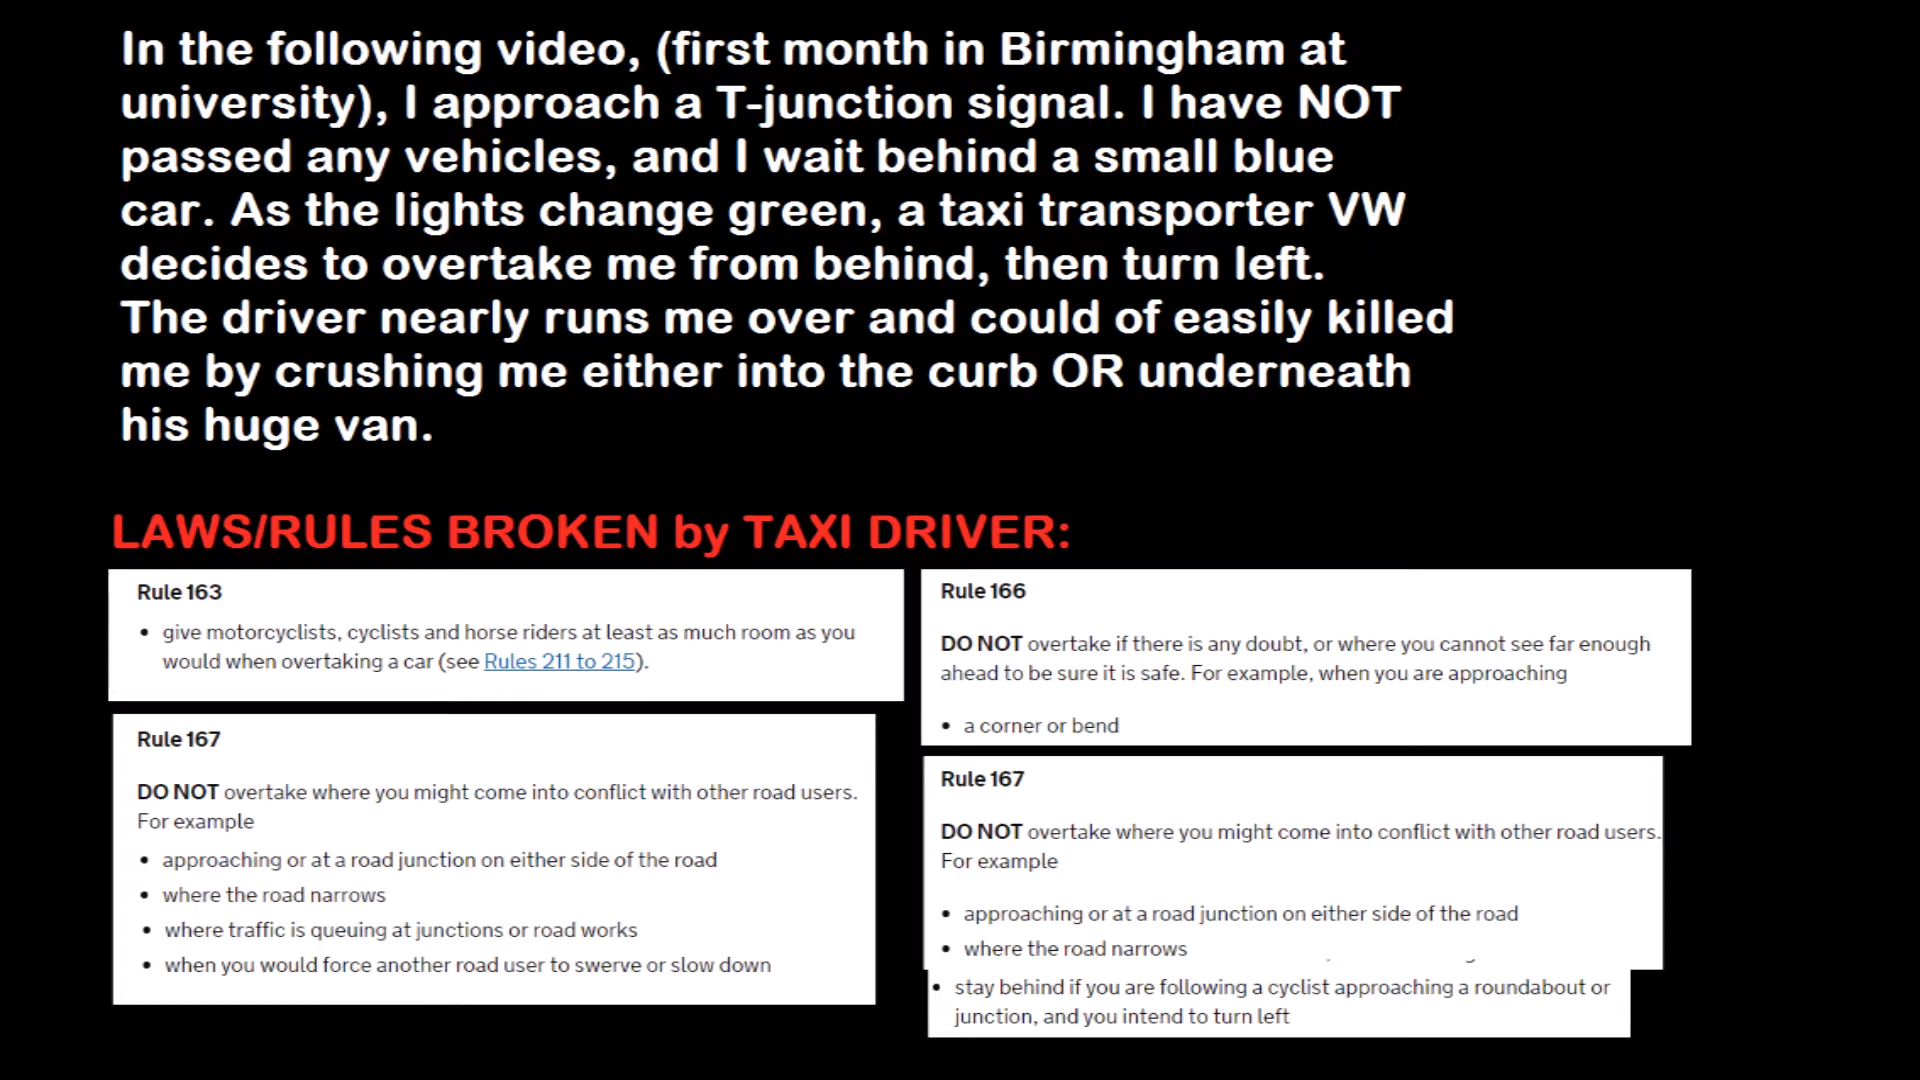 In the following video, (first month in Birmingham at
university), I approach a T-junction signal. I have NOT
passed any vehicles, and I wait behind a small blue
car. As the lights change green, a taxi transporter VW
decides to overtake me from behind, then turn left.
The driver nearly runs me over and could of easily killed
me by crushing me either into the curb OR underneath
his huge van.
LAWS/RULES BROKEN by TAXI DRIVER:
Rule 163
• give motorcyclists, cyclists and horse riders at least as much room as you
would when overtaking a car (see Rules 211 to 215).
Rule 167
DO NOT overtake where you might come into conflict with other road users.
For example
• approaching or at a road junction on either side of the road
• where the road narrows
• where traffic is queuing at junctions or road works
• when you would force another road user to swerve or slow down
Rule 166
DO NOT overtake if there is any doubt, or where you cannot see far enough
ahead to be sure it is safe. For example, when you are approaching
• a corner or bend
Rule 167
DO NOT overtake where you might come into conflict with other road users.
For example
• approaching or at a road junction on either side of the road
• where the road narrows
• stay behind if you are following a cyclist approaching a roundabout or
junction, and you intend to turn left